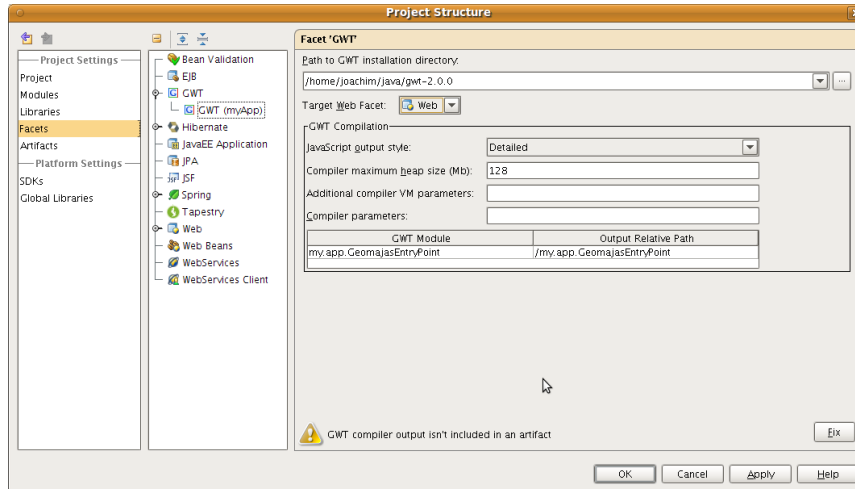 Project Structure
Project Settings
Project
Modules
Libraries
Facets
Artifacts
Platform Settings
SDKs
Global Libraries
Bean Validation
EJB
GWT
GWT (myApp)
Hibernate
JavaEE Application
JPA
JSF
Spring
Tapestry
Web
Web Beans
WebServices
WebServices Client
Facet 'GWT'
Path to GWT installation directory:
/home/joachim/java/gwt-2.0.0
Target Web Facet: Web
GWT Compilation
JavaScript output style: Detailed
Compiler maximum heap size (Mb): 128
Additional compiler VM parameters:
Compiler parameters:
GWT Module Output Relative Path
my.app.GeomajasEntryPoint /my.app.GeomajasEntryPoint
GWT compiler output isn't included in an artifact Fix
OK Cancel Apply Help